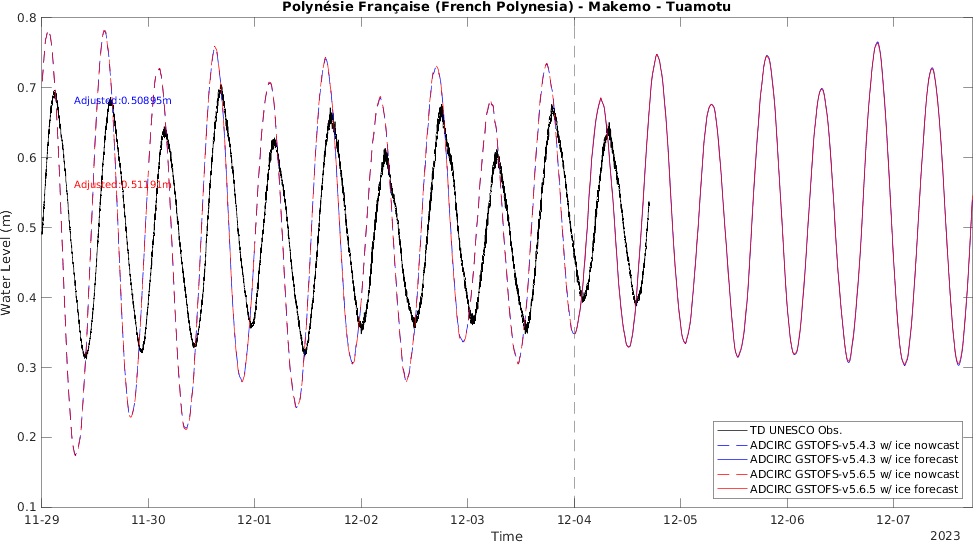 Polynésie Française (French Polynesia) - Makemo - Tuamotu
0.8
0.7
0.6
0.5
0.4
0.3
0.2
0.1
Water Level (m)
Adjusted:0.50895m
Adjusted:0.51191m
TD UNESCO Obs.
ADCIRC GSTOFS-v5.4.3 w/ ice nowcast
ADCIRC GSTOFS-v5.4.3 w/ ice forecast
ADCIRC GSTOFS-v5.6.5 w/ ice nowcast
ADCIRC GSTOFS-v5.6.5 w/ ice forecast
11-29 11-30 12-01 12-02 12-03 12-04 12-05 12-06 12-07
Time
2023